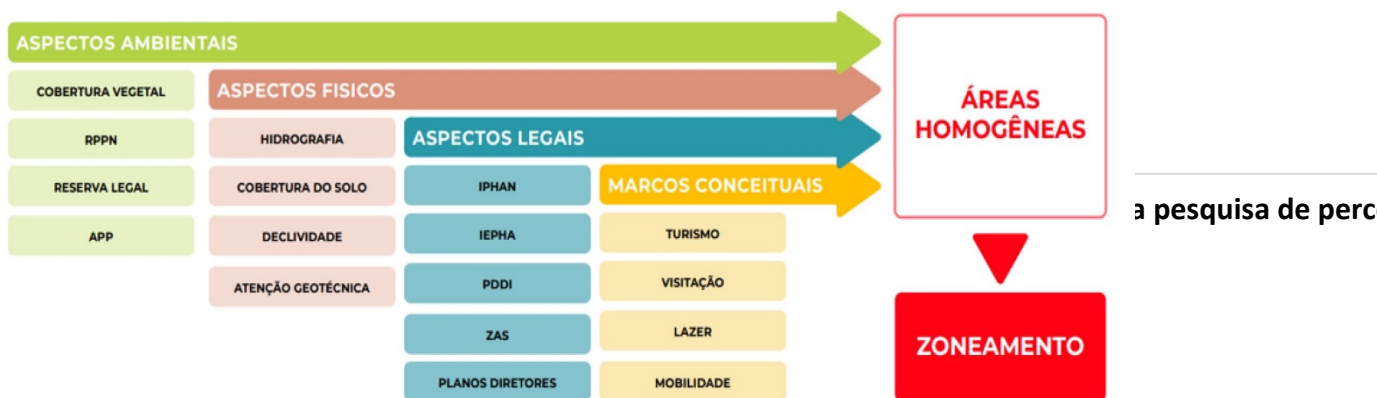 ASPECTOS AMBIENTAIS
COBERTURA VEGETAL
RPPN
RESERVA LEGAL
APP
ASPECTOS FISICOS
HIDROGRAFIA
COBERTURA DO SOLO
DECLIVIDADE
ATENÇÃO GEOTÉCNICA
ASPECTOS LEGAIS
IPHAN
IEPHA
PDDI
ZAS
PLANOS DIRETORES
MARCOS CONCEITUAIS
TURISMO
VISITAÇÃO
LAZER
MOBILIDADE
ÁREAS
HOMOGÊNEAS
ZONEAMENTO
a pesquisa de